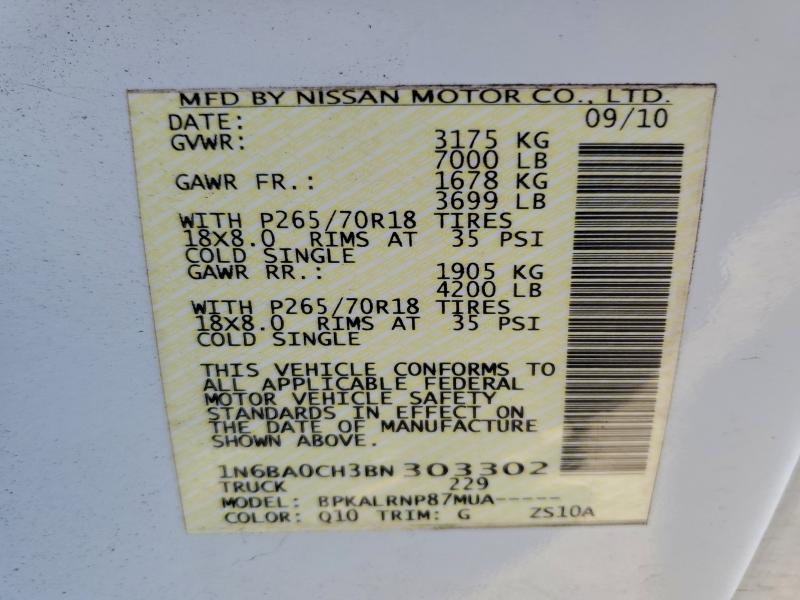 MFD BY NISSAN MOTOR CO., LTD.
DATE: 09/10
GVWR: 3175 KG
7000 LB
GAWR FR.: 1678 KG
3699 LB
WITH P265/70R18 TIRES
18X8.0 RIMS AT 35 PSI
COLD SINGLE
GAWR RR.: 1905 KG
4200 LB
WITH P265/70R18 TIRES
18X8.0 RIMS AT 35 PSI
COLD SINGLE
THIS VEHICLE CONFORMS TO
ALL APPLICABLE FEDERAL
MOTOR VEHICLE SAFETY
STANDARDS IN EFFECT ON
THE DATE OF MANUFACTURE
SHOWN ABOVE.
1N6BA0CH3BN 303302
TRUCK 229
MODEL: BPKALRNP87MUA-----
COLOR: Q10 TRIM: G ZS10A